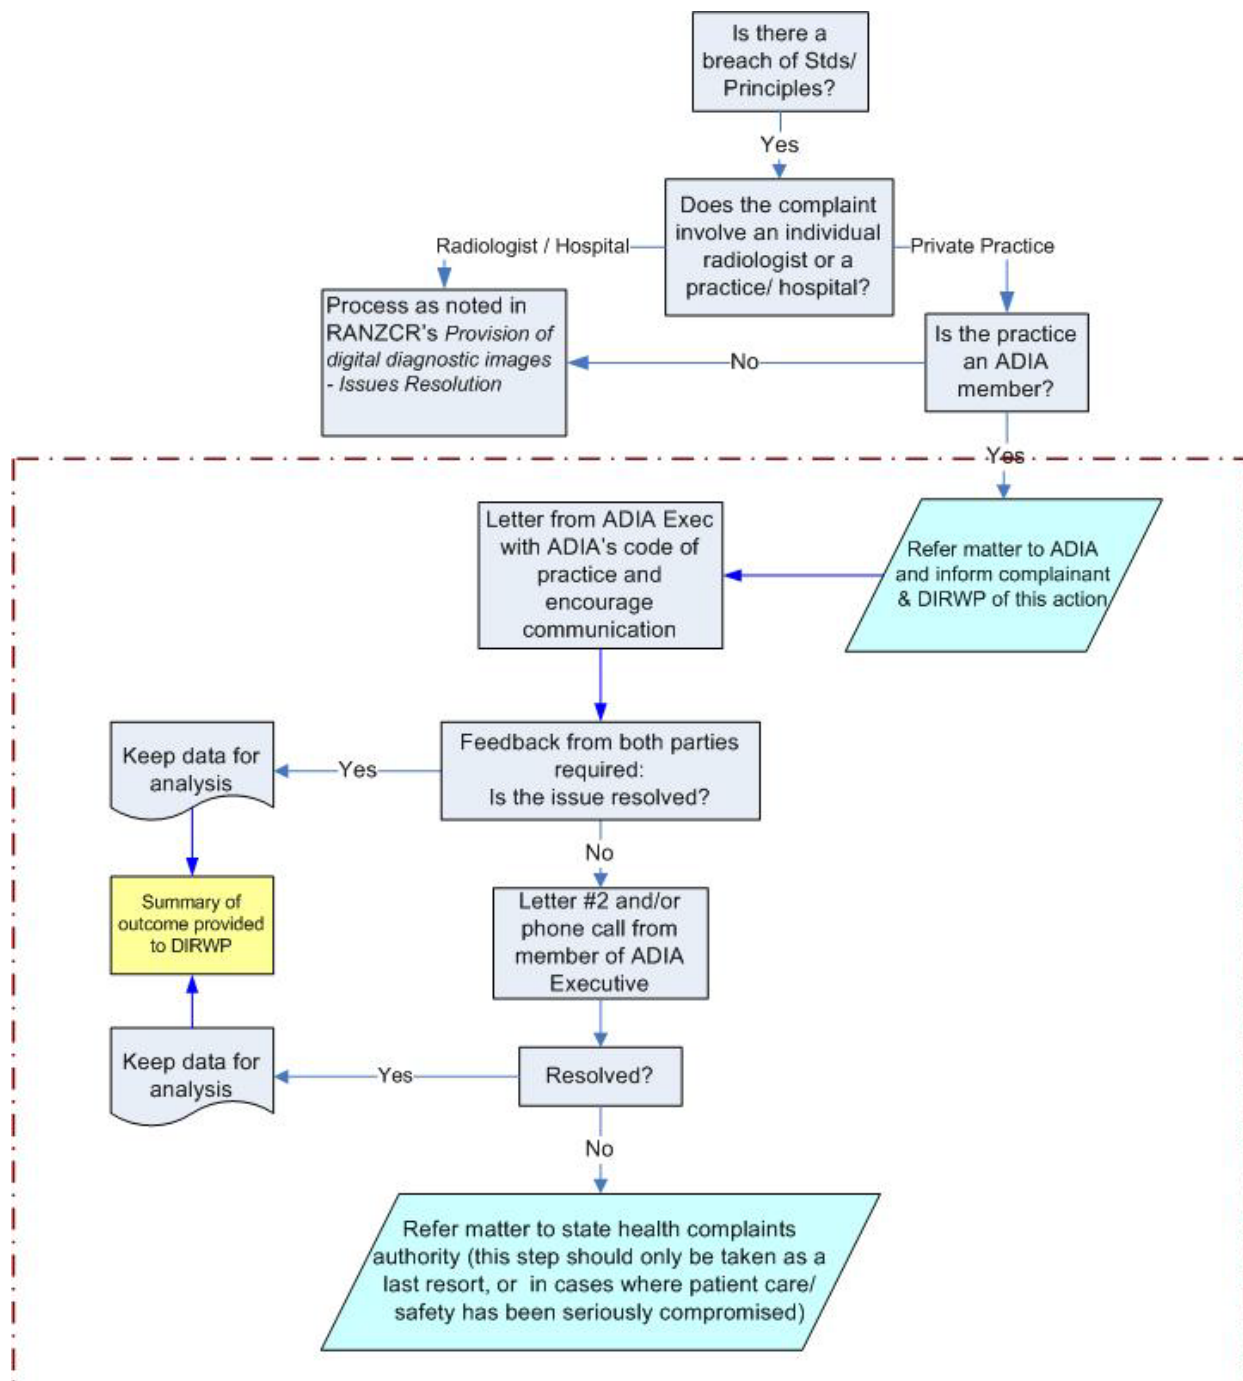 Is there a
breach of Stds/
Principles?
Yes
Does the complaint
involve an individual
radiologist or a
practice/ hospital?
Radiologist / Hospital
Private Practice
Process as noted in
RANZCR's Provision of
digital diagnostic images
- Issues Resolution
Is the practice
an ADIA
member?
No
Yes
Refer matter to ADIA
and inform complainant
& DIRWP of this action
Letter from ADIA Exec
with ADIA's code of
practice and
encourage
communication
Feedback from both parties
required:
Is the issue resolved?
Yes
Keep data for
analysis
No
Summary of
outcome provided
to DIRWP
Letter #2 and/or
phone call from
member of ADIA
Executive
Resolved?
Yes
Keep data for
analysis
No
Refer matter to state health complaints
authority (this step should only be taken as a
last resort, or in cases where patient care/
safety has been seriously compromised)